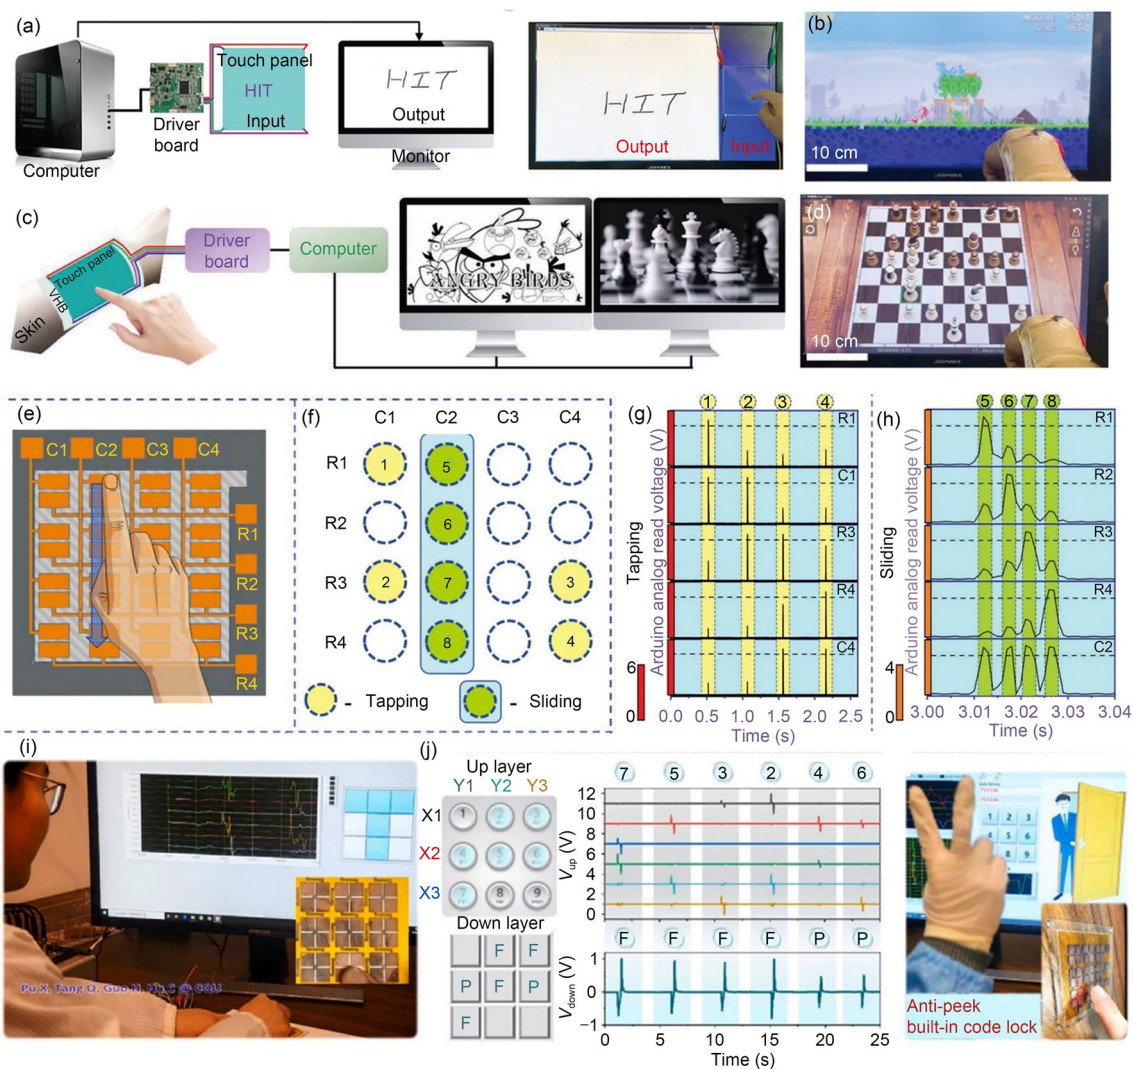 (a)
Touch panel
HIT
Input
Driver
board
Computer
HIT
Output
Monitor
HIT
Output
Input
(b)
10 cm
(c)
Touch panel
VHB
Skin
Driver
board
Computer
ANGRY BIRDS
(d)
10 cm
(e)
C1 C2 C3 C4
R1
R2
R3
R4
(f)
C1 C2 C3 C4
R1 1 5
R2 6
R3 2 7 3
R4 8 4
- Tapping
- Sliding
(g)
1 2 3 4
R1
C1
R3
R4
C4
Tapping
Arduino analog read voltage (V)
6
0
0.0 0.5 1.0 1.5 2.0 2.5
Time (s)
(h)
5 6 7 8
R1
R2
R3
R4
C2
Sliding
Arduino analog read voltage (V)
4
0
3.00 3.01 3.02 3.03 3.04
Time (s)
(i)
Pu X, Tang Q, Guo H, Hu C @ CQU
(j)
Up layer
Y1 Y2 Y3
X1 1 2 3
X2 4 5 6
X3 7 8 9
Down layer
F F
P F P
F
7 5 3 2 4 6
12
10
8
6
4
2
0
Vup (V)
F F F F P P
1
0
−1
Vdown (V)
0 5 10 15 20 25
Time (s)
1 2 3
4 5 6
7 8 9
Anti-peek
built-in code lock